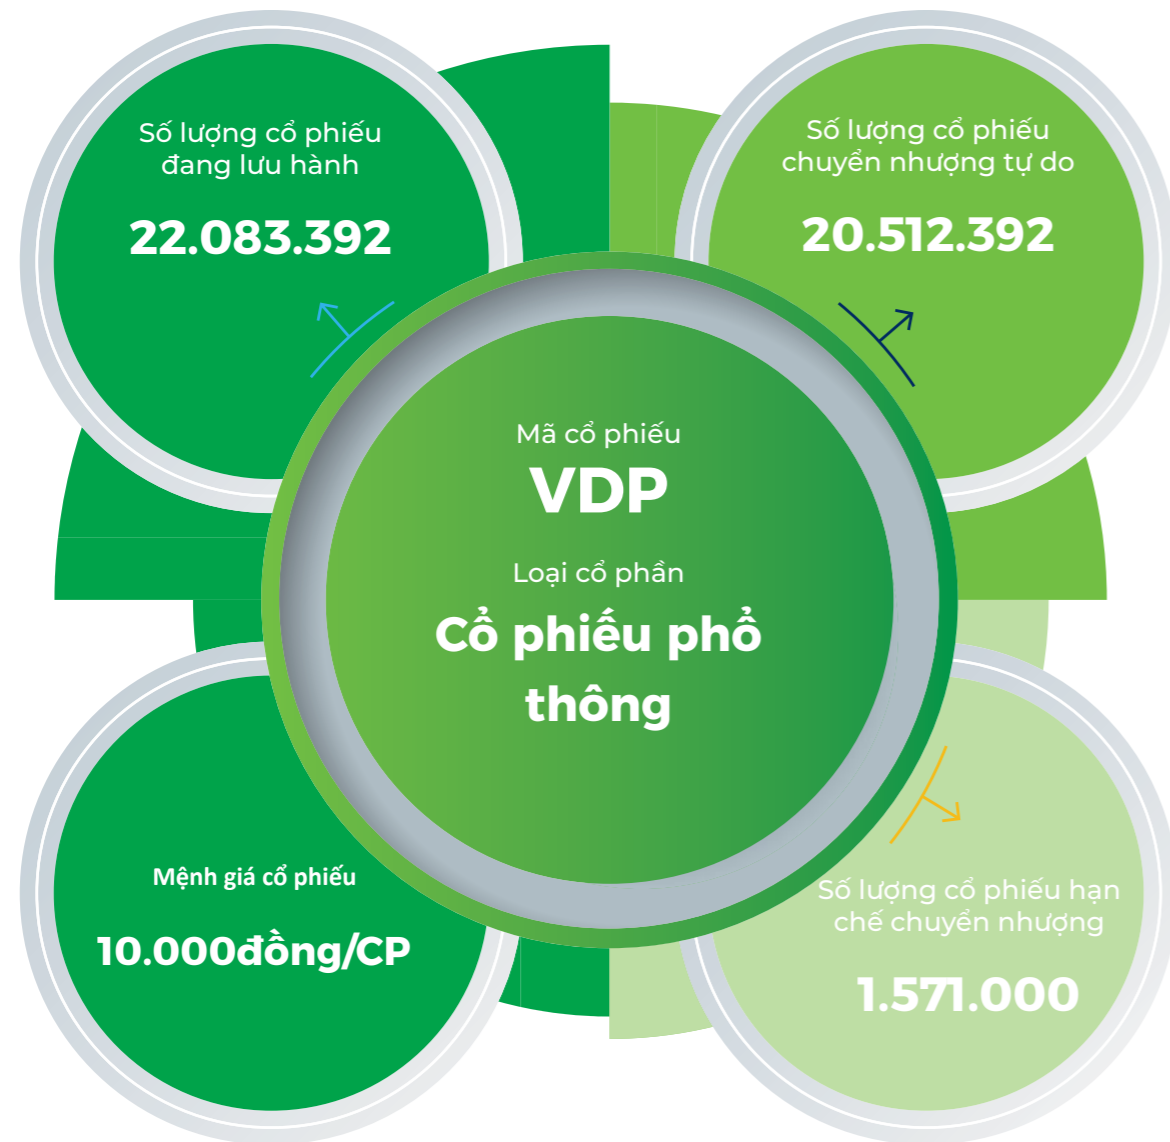 Số lượng cổ phiếu
đang lưu hành
22.083.392
Số lượng cổ phiếu
chuyển nhượng tự do
20.512.392
Mã cổ phiếu
VDP
Loại cổ phần
Cổ phiếu phổ
thông
Mệnh giá cổ phiếu
10.000đồng/CP
Số lượng cổ phiếu hạn
chế chuyển nhượng
1.571.000